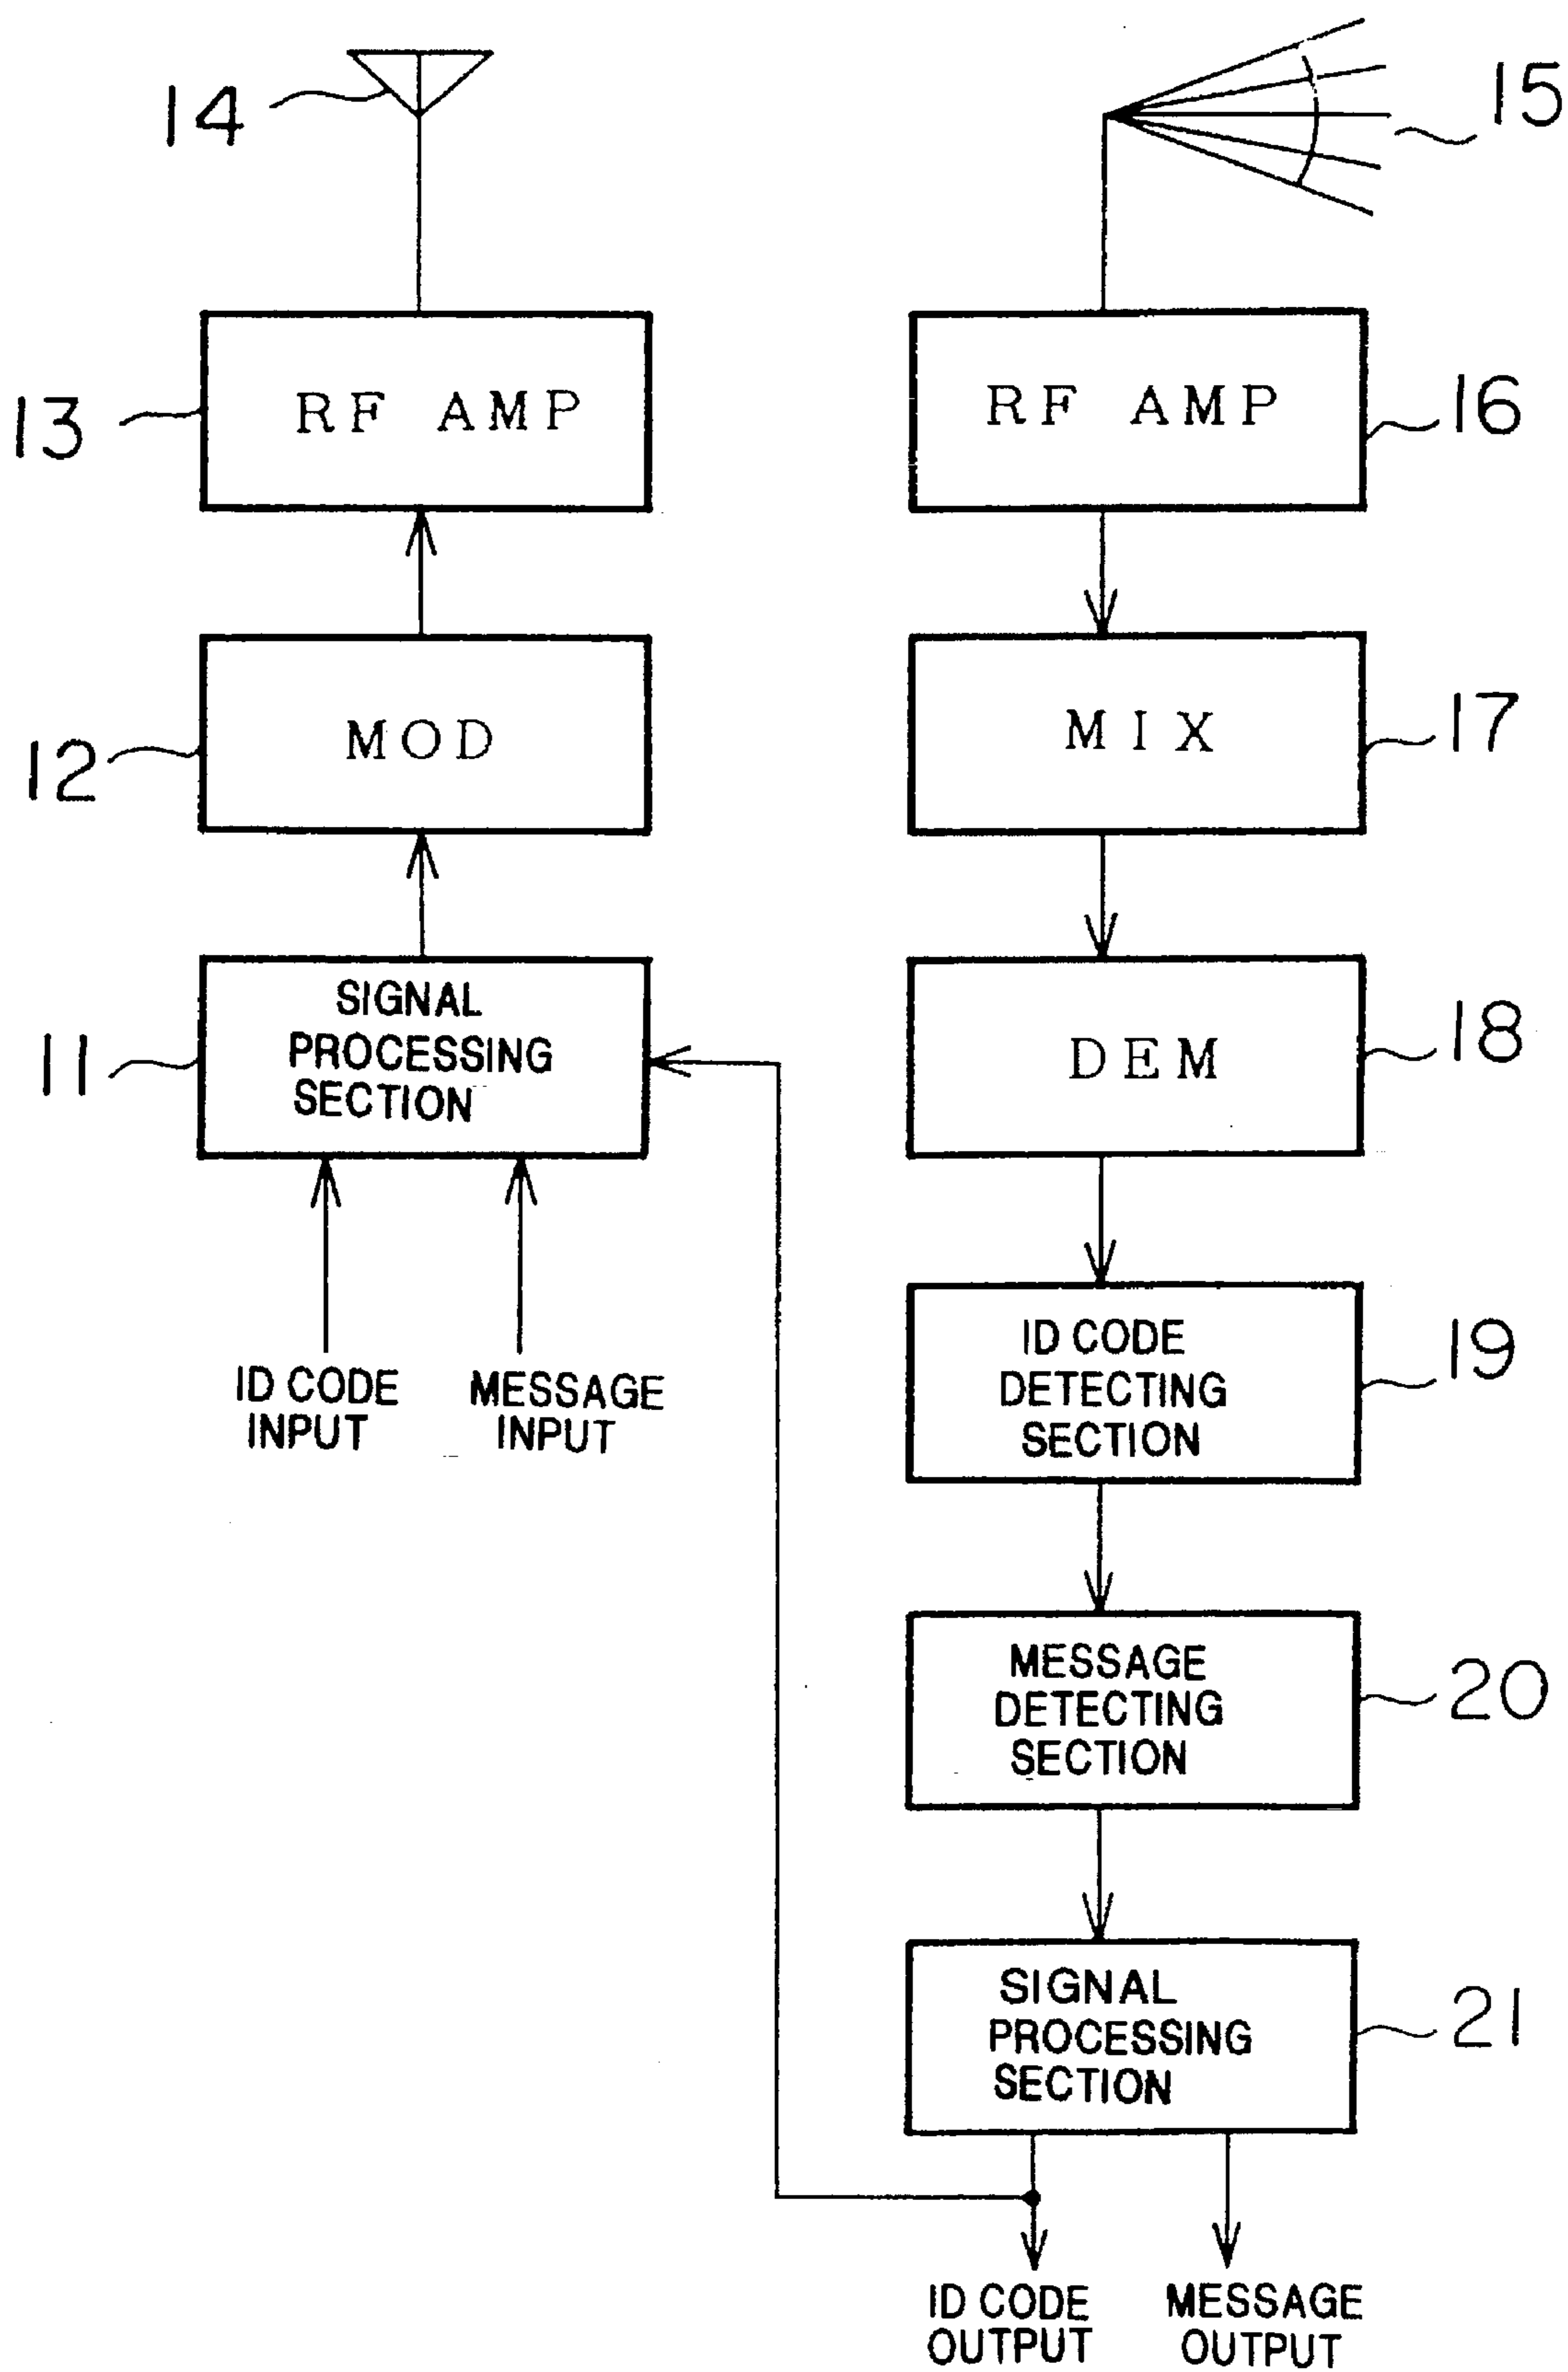 14
15
RF AMP
13
RF AMP
16
MOD
12
MIX
17
SIGNAL
PROCESSING
SECTION
11
DEM
18
ID CODE
INPUT
MESSAGE
INPUT
ID CODE
DETECTING
SECTION
19
MESSAGE
DETECTING
SECTION
20
SIGNAL
PROCESSING
SECTION
21
ID CODE
OUTPUT
MESSAGE
OUTPUT